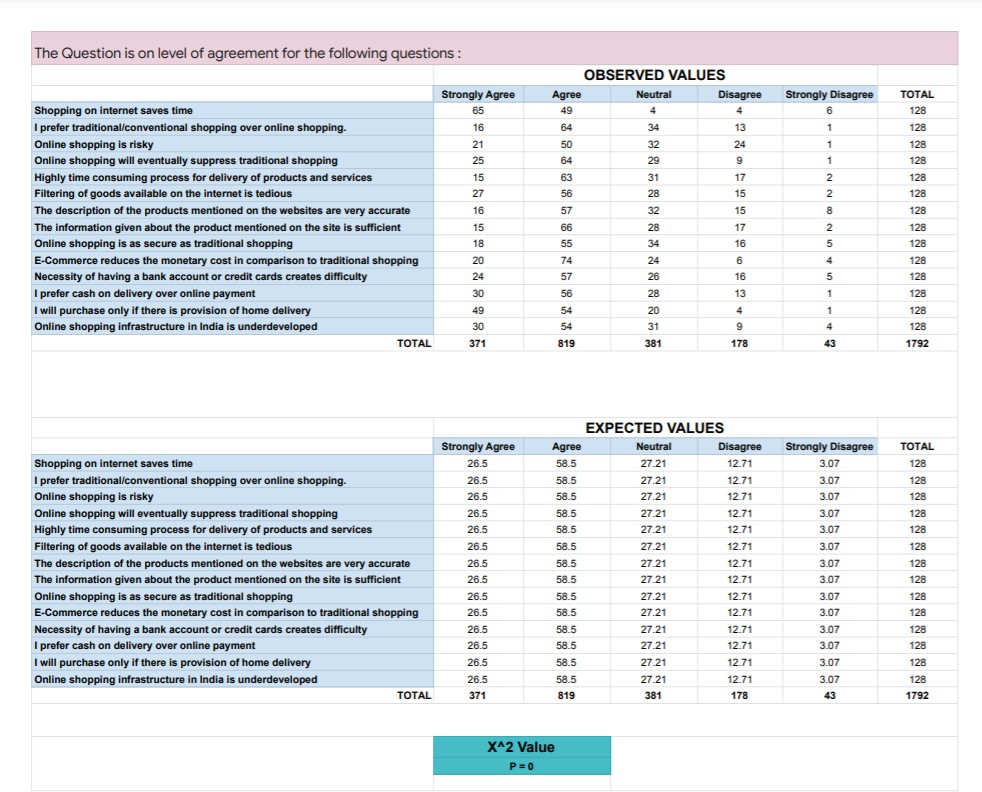 The Question is on level of agreement for the following questions :
OBSERVED VALUES
Strongly Agree Agree Neutral Disagree Strongly Disagree TOTAL
Shopping on internet saves time 65 49 4 4 6 128
I prefer traditional/conventional shopping over online shopping. 16 64 34 13 1 128
Online shopping is risky 21 50 32 24 1 128
Online shopping will eventually suppress traditional shopping 25 64 29 9 1 128
Highly time consuming process for delivery of products and services 15 63 31 17 2 128
Filtering of goods available on the internet is tedious 27 56 28 15 2 128
The description of the products mentioned on the websites are very accurate 16 57 32 15 8 128
The information given about the product mentioned on the site is sufficient 15 66 28 17 2 128
Online shopping is as secure as traditional shopping 18 55 34 16 5 128
E-Commerce reduces the monetary cost in comparison to traditional shopping 20 74 24 6 4 128
Necessity of having a bank account or credit cards creates difficulty 24 57 26 16 5 128
I prefer cash on delivery over online payment 30 56 28 13 1 128
I will purchase only if there is provision of home delivery 49 54 20 4 1 128
Online shopping infrastructure in India is underdeveloped 30 54 31 9 4 128
TOTAL 371 819 381 178 43 1792
EXPECTED VALUES
Strongly Agree Agree Neutral Disagree Strongly Disagree TOTAL
Shopping on internet saves time 26.5 58.5 27.21 12.71 3.07 128
I prefer traditional/conventional shopping over online shopping. 26.5 58.5 27.21 12.71 3.07 128
Online shopping is risky 26.5 58.5 27.21 12.71 3.07 128
Online shopping will eventually suppress traditional shopping 26.5 58.5 27.21 12.71 3.07 128
Highly time consuming process for delivery of products and services 26.5 58.5 27.21 12.71 3.07 128
Filtering of goods available on the internet is tedious 26.5 58.5 27.21 12.71 3.07 128
The description of the products mentioned on the websites are very accurate 26.5 58.5 27.21 12.71 3.07 128
The information given about the product mentioned on the site is sufficient 26.5 58.5 27.21 12.71 3.07 128
Online shopping is as secure as traditional shopping 26.5 58.5 27.21 12.71 3.07 128
E-Commerce reduces the monetary cost in comparison to traditional shopping 26.5 58.5 27.21 12.71 3.07 128
Necessity of having a bank account or credit cards creates difficulty 26.5 58.5 27.21 12.71 3.07 128
I prefer cash on delivery over online payment 26.5 58.5 27.21 12.71 3.07 128
I will purchase only if there is provision of home delivery 26.5 58.5 27.21 12.71 3.07 128
Online shopping infrastructure in India is underdeveloped 26.5 58.5 27.21 12.71 3.07 128
TOTAL 371 819 381 178 43 1792
X^2 Value
P = 0